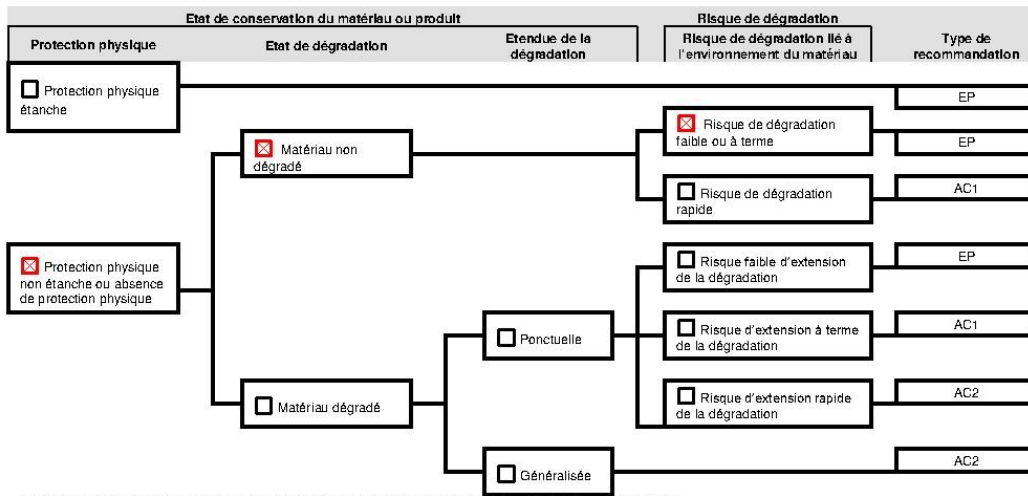 Etat de conservation du matériau ou produit
Risque de dégradation
Protection physique
Etat de dégradation
Etendue de la
dégradation
Risque de dégradation lié à
l'environnement du matériau
Type de
recommandation
Protection physique
étanche
EP
Matériau non
dégradé
Risque de dégradation
faible ou à terme
EP
Risque de dégradation
rapide
AC1
Protection physique
non étanche ou absence
de protection physique
Risque faible d'extension
de la dégradation
EP
Ponctuelle
Risque d'extension à terme
de la dégradation
AC1
Matériau dégradé
Risque d'extension rapide
de la dégradation
AC2
Généralisée
AC2